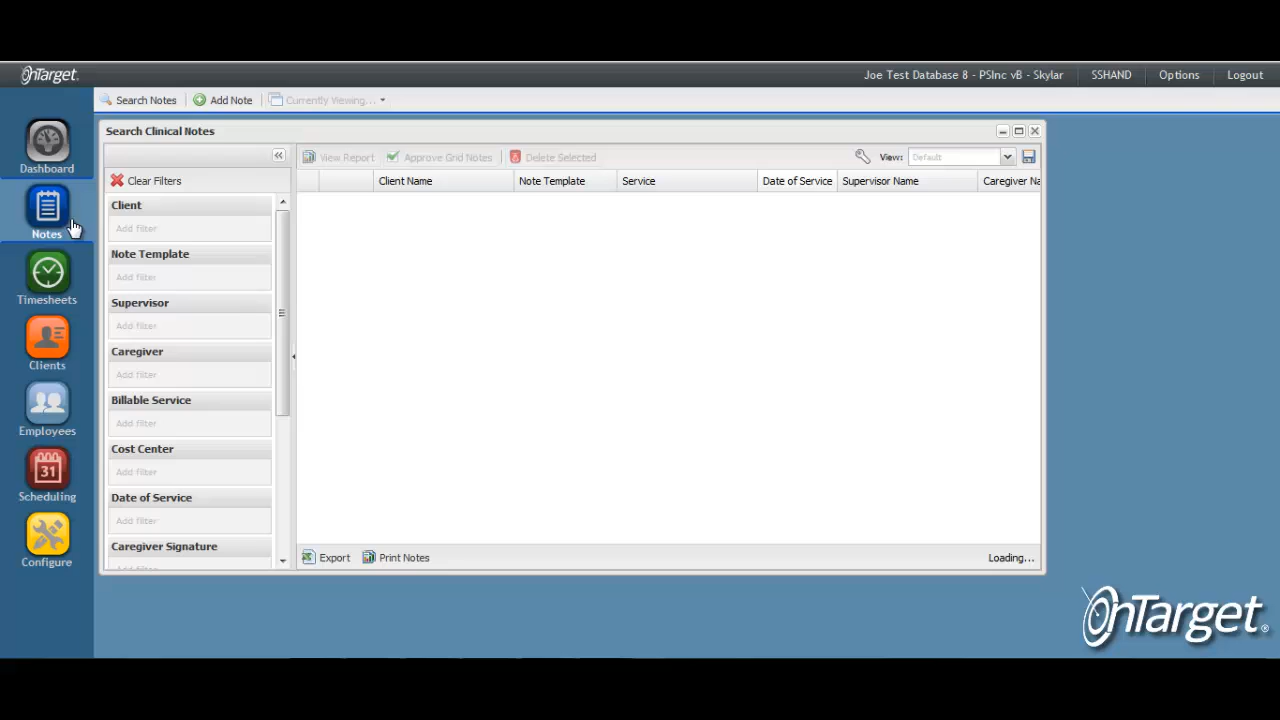 OnTarget.
Joe Test Database 8 - PSInc vB - Skylar
SSHAND
Options
Logout
Search Notes
Add Note
Currently Viewing...
Dashboard
Notes
Timesheets
Clients
Employees
Scheduling
31
Configure
Search Clinical Notes
Clear Filters
Client
Add filter
Note Template
Add filter
Supervisor
Add filter
Caregiver
Add filter
Billable Service
Add filter
Cost Center
Add filter
Date of Service
Add filter
Caregiver Signature
Add filter
View Report
Approve Grid Notes
Delete Selected
View:
Default
Client Name
Note Template
Service
Date of Service
Supervisor Name
Caregiver Na
Export
Print Notes
Loading...
OnTarget®